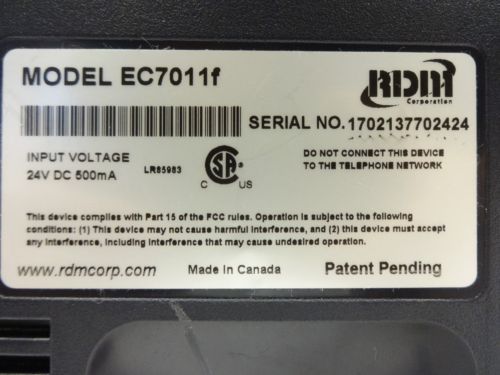 MODEL EC7011f
RDM
Corporation
SERIAL NO.1702137702424
INPUT VOLTAGE
24V DC 500mA
LR85983
C SA US
DO NOT CONNECT THIS DEVICE
TO THE TELEPHONE NETWORK
This device complies with Part 15 of the FCC rules. Operation is subject to the following
conditions: (1) This device may not cause harmful interference, and (2) this device must accept
any interference, including interference that may cause undesired operation.
www.rdmcorp.com Made in Canada Patent Pending